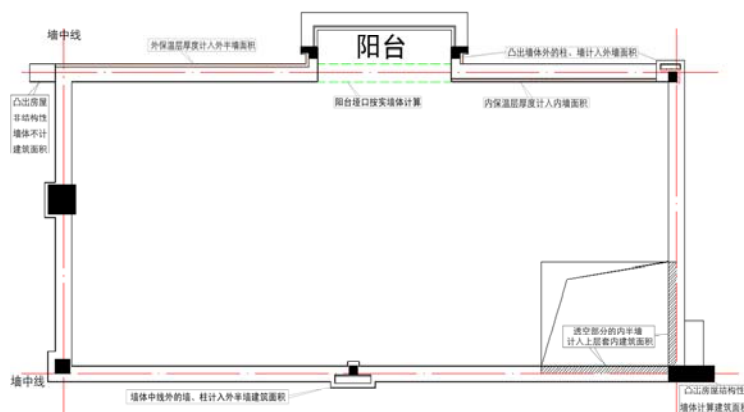 墙中线
外保温层厚度计入外半墙面积
阳台
凸出墙体外的柱、墙计入外墙面积
凸出房屋
非结构性
墙体不计
建筑面积
阳台垭口按实墙体计算
内保温层厚度计入内墙面积
透空部分的内半墙
计入上层套内建筑面积
墙中线
墙体中线外的墙、柱计入外半墙建筑面积
凸出房屋结构性
墙体计算建筑面积